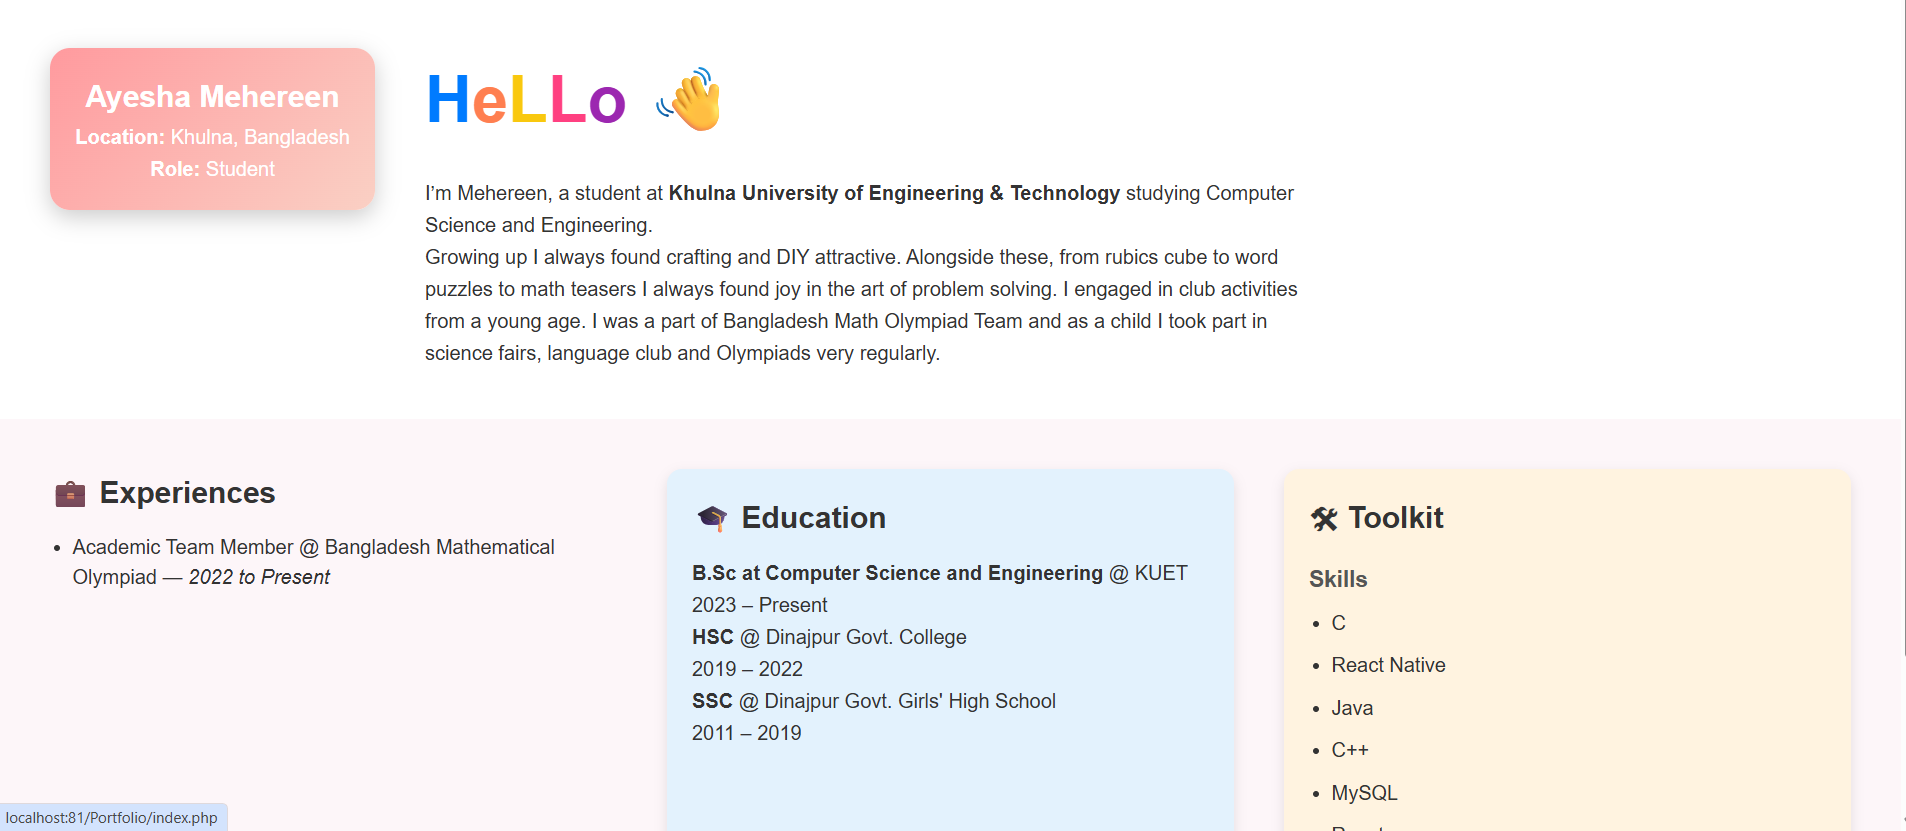 Ayesha Mehereen
Location: Khulna, Bangladesh
Role: Student
HeLLo 👋
I'm Mehereen, a student at Khulna University of Engineering & Technology studying Computer
Science and Engineering.
Growing up I always found crafting and DIY attractive. Alongside these, from rubics cube to word
puzzles to math teasers I always found joy in the art of problem solving. I engaged in club activities
from a young age. I was a part of Bangladesh Math Olympiad Team and as a child I took part in
science fairs, language club and Olympiads very regularly.
💼 Experiences
• Academic Team Member @ Bangladesh Mathematical
Olympiad — 2022 to Present
🎓 Education
B.Sc at Computer Science and Engineering @ KUET
2023 – Present
HSC @ Dinajpur Govt. College
2019 – 2022
SSC @ Dinajpur Govt. Girls' High School
2011 – 2019
🛠 Toolkit
Skills
• C
• React Native
• Java
• C++
• MySQL
localhost:81/Portfolio/index.php